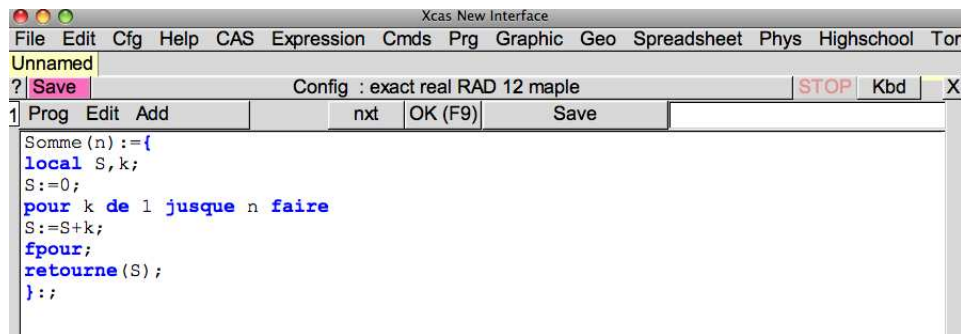 Xcas New Interface
File Edit Cfg Help CAS Expression Cmds Prg Graphic Geo Spreadsheet Phys Highschool Tor
Unnamed
? Save Config : exact real RAD 12 maple STOP Kbd X
1 Prog Edit Add nxt OK (F9) Save
Somme(n):={
local S,k;
S:=0;
pour k de 1 jusque n faire
S:=S+k;
fpour;
retourne(S);
}:;